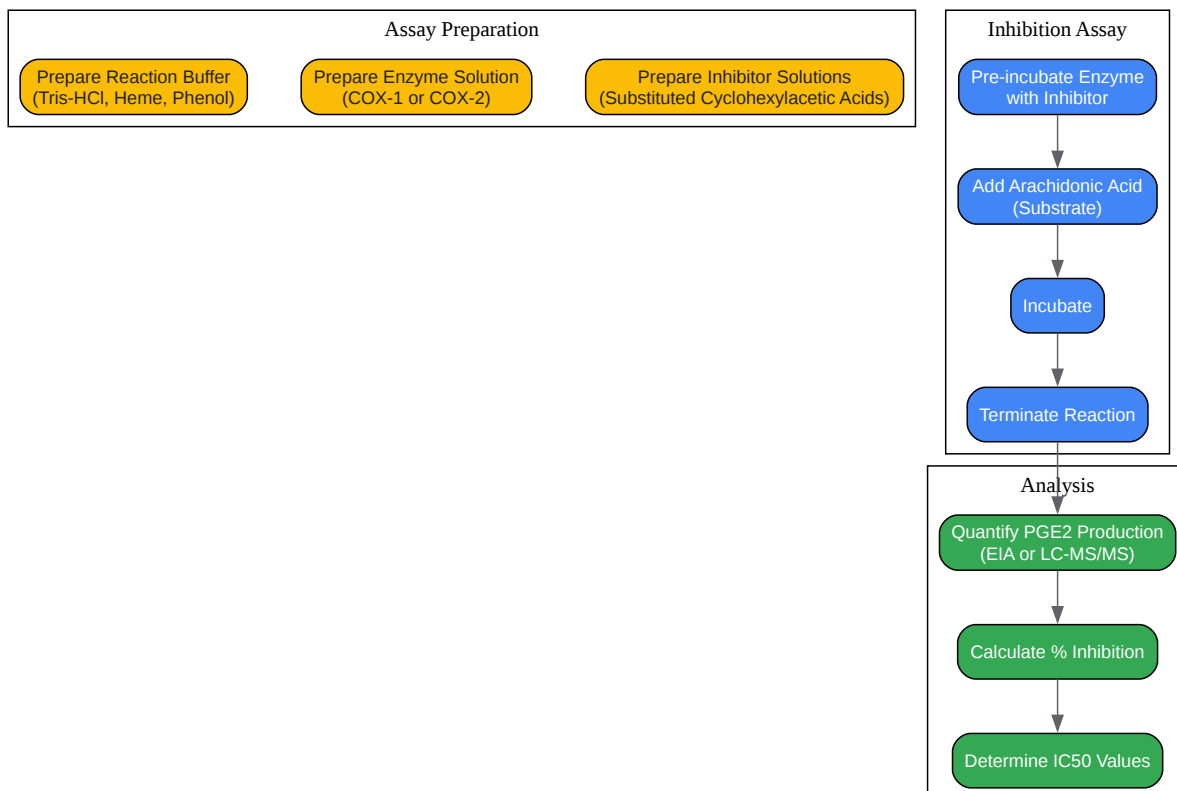 Assay Preparation
Prepare Reaction Buffer
(Tris-HCl, Heme, Phenol)
Prepare Enzyme Solution
(COX-1 or COX-2)
Prepare Inhibitor Solutions
(Substituted Cyclohexylacetic Acids)
Inhibition Assay
Pre-incubate Enzyme
with Inhibitor
Add Arachidonic Acid
(Substrate)
Incubate
Terminate Reaction
Analysis
Quantify PGE2 Production
(EIA or LC-MS/MS)
Calculate % Inhibition
Determine IC50 Values